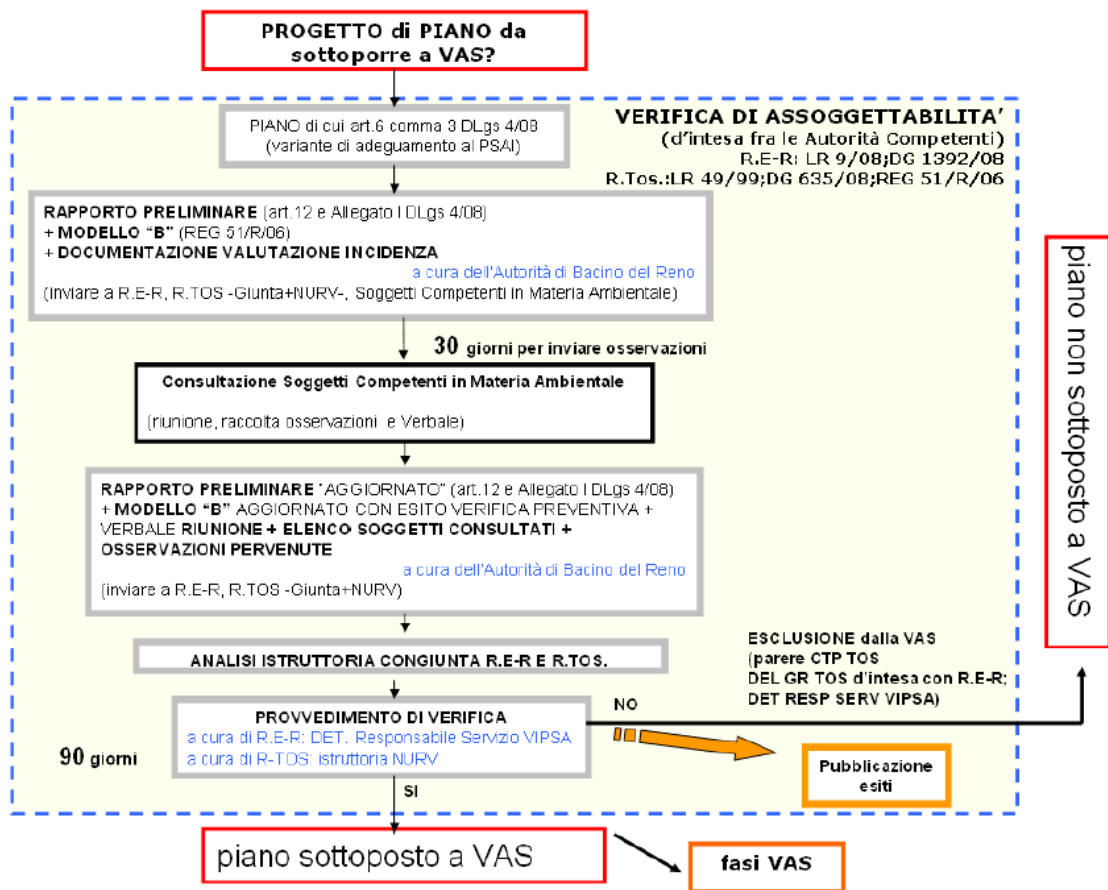 PROGETTO di PIANO da
sottoporre a VAS?
VERIFICA DI ASSOGGETTABILITA'
(d'intesa fra le Autorità Competenti)
R.E-R: LR 9/08;DG 1392/08
R.Tos.:LR 49/99;DG 635/08;REG 51/R/06
PIANO di cui art.6 comma 3 DLgs 4/08
(variante di adeguamento al PSAI)
RAPPORTO PRELIMINARE (art.12 e Allegato I DLgs 4/08)
+ MODELLO "B" (REG 51/R/06)
+ DOCUMENTAZIONE VALUTAZIONE INCIDENZA
a cura dell'Autorità di Bacino del Reno
(inviare a R.E-R, R.TOS -Giunta+NURV-, Soggetti Competenti in Materia Ambientale)
30 giorni per inviare osservazioni
Consultazione Soggetti Competenti in Materia Ambientale
(riunione, raccolta osservazioni e Verbale)
RAPPORTO PRELIMINARE "AGGIORNATO" (art.12 e Allegato I DLgs 4/08)
+ MODELLO "B" AGGIORNATO CON ESITO VERIFICA PREVENTIVA +
VERBALE RIUNIONE + ELENCO SOGGETTI CONSULTATI +
OSSERVAZIONI PERVENUTE
a cura dell'Autorità di Bacino del Reno
(inviare a R.E-R, R.TOS -Giunta+NURV)
ANALISI ISTRUTTORIA CONGIUNTA R.E-R E R.TOS.
PROVVEDIMENTO DI VERIFICA
a cura di R.E-R: DET. Responsabile Servizio VIPSA
a cura di R-TOS: istruttoria NURV
90 giorni
NO
ESCLUSIONE dalla VAS
(parere CTP TOS
DEL GR TOS d'intesa con R.E-R;
DET RESP SERV VIPSA)
Pubblicazione
esiti
piano non sottoposto a VAS
SI
piano sottoposto a VAS
fasi VAS